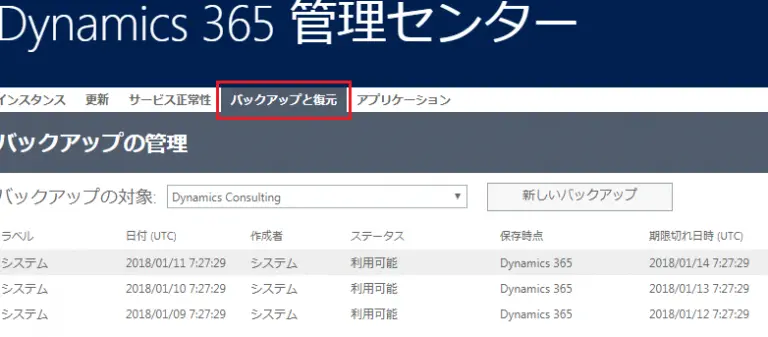 Dynamics 365 管理センター
インスタンス 更新 サービス正常性 バックアップと復元 アプリケーション
バックアップの管理
バックアップの対象: Dynamics Consulting 新しいバックアップ
ラベル 日付 (UTC) 作成者 ステータス 保存時点 期限切れ日時 (UTC)
システム 2018/01/11 7:27:29 システム 利用可能 Dynamics 365 2018/01/14 7:27:29
システム 2018/01/10 7:27:29 システム 利用可能 Dynamics 365 2018/01/13 7:27:29
システム 2018/01/09 7:27:29 システム 利用可能 Dynamics 365 2018/01/12 7:27:29